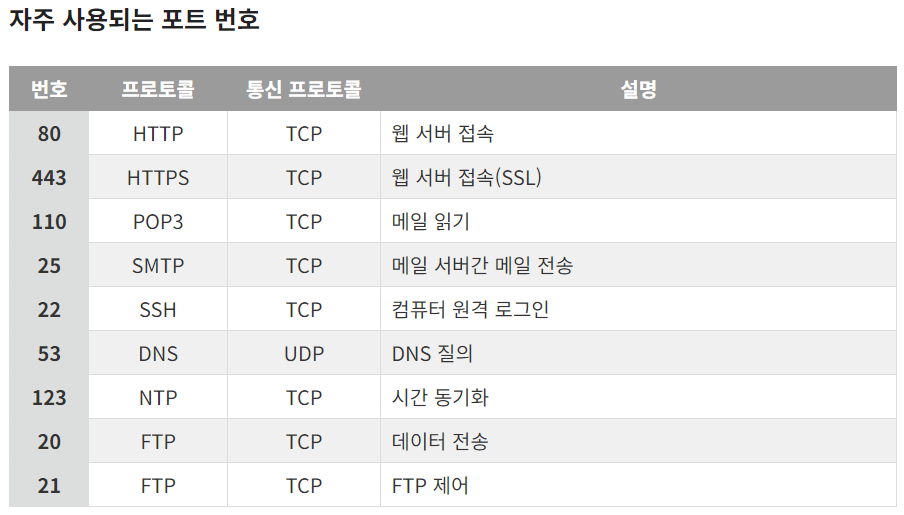 자주 사용되는 포트 번호
번호 프로토콜 통신 프로토콜 설명
80 HTTP TCP 웹 서버 접속
443 HTTPS TCP 웹 서버 접속(SSL)
110 POP3 TCP 메일 읽기
25 SMTP TCP 메일 서버간 메일 전송
22 SSH TCP 컴퓨터 원격 로그인
53 DNS UDP DNS 질의
123 NTP TCP 시간 동기화
20 FTP TCP 데이터 전송
21 FTP TCP FTP 제어